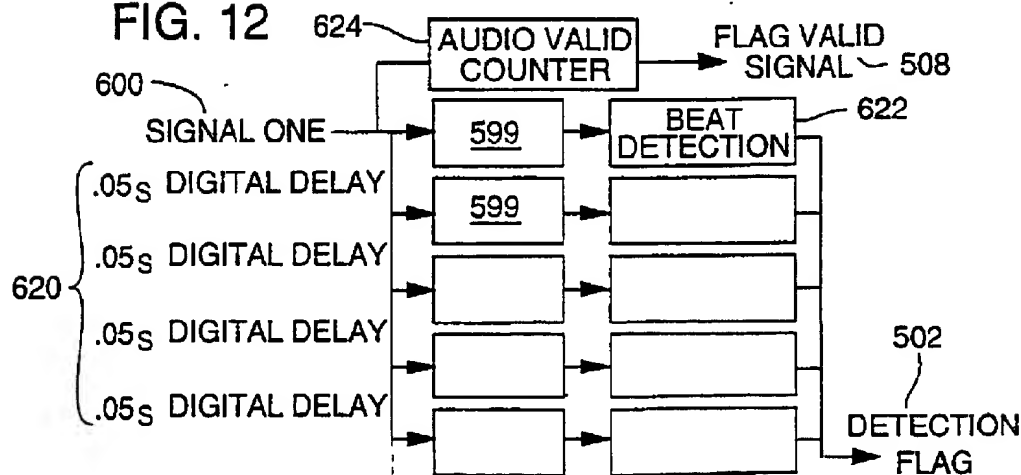 FIG. 12
624
AUDIO VALID
COUNTER
FLAG VALID
SIGNAL
508
600
SIGNAL ONE
599
BEAT
DETECTION
622
.05s DIGITAL DELAY
599
.05s DIGITAL DELAY
620
.05s DIGITAL DELAY
.05s DIGITAL DELAY
502
DETECTION
FLAG